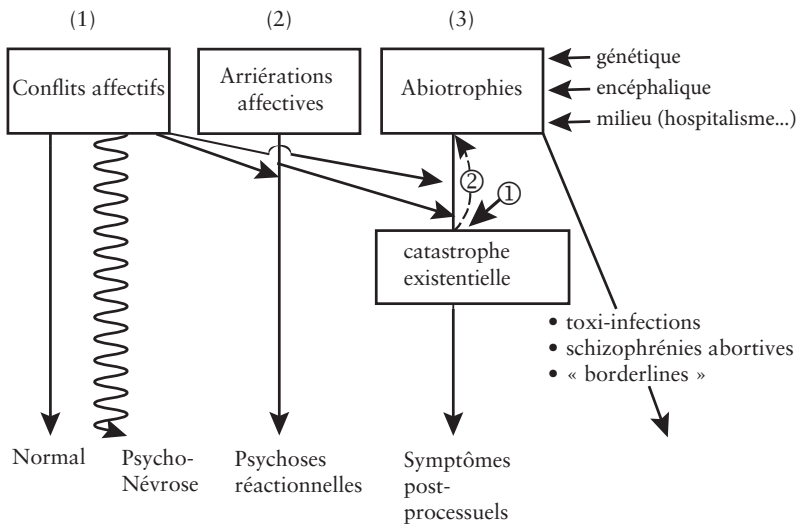 (1)
(2)
(3)
Conflits affectifs
Arriérations
affectives
Abiotrophies
génétique
encéphalique
milieu (hospitalisme...)
②
①
catastrophe
existentielle
• toxi-infections
• schizophrénies abortives
• « borderlines »
Normal
Psycho-
Névrose
Psychoses
réactionnelles
Symptômes
post-
processuels